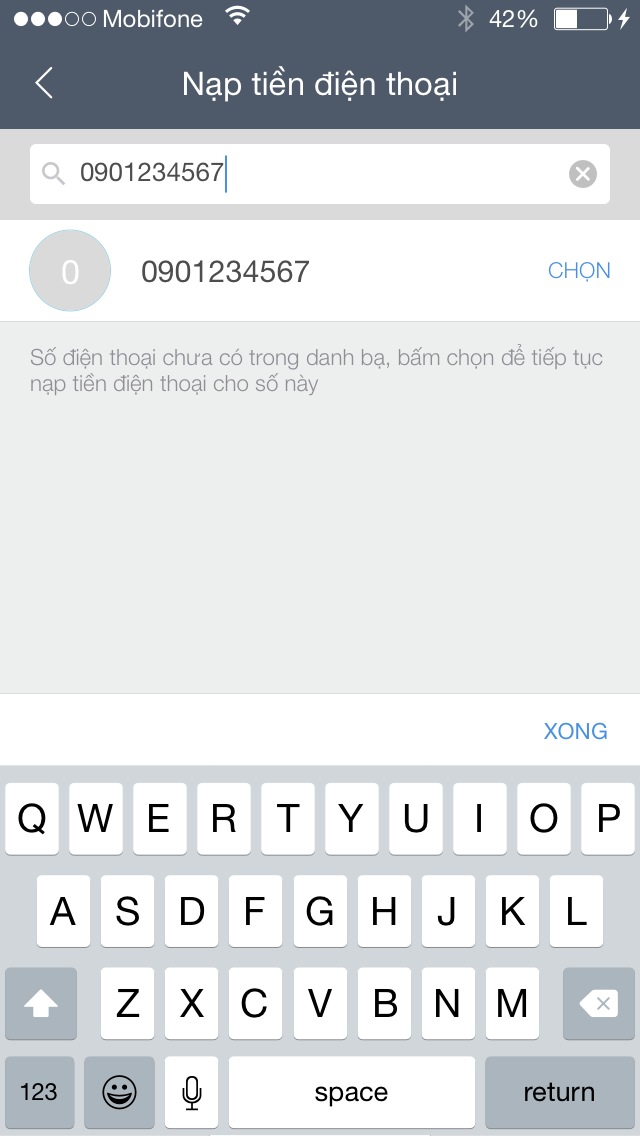 Mobifone 42%
Nạp tiền điện thoại
0901234567
0 0901234567 CHỌN
Số điện thoại chưa có trong danh bạ, bấm chọn để tiếp tục
nạp tiền điện thoại cho số này
XONG
Q W E R T Y U I O P
A S D F G H J K L
Z X C V B N M
123 space return